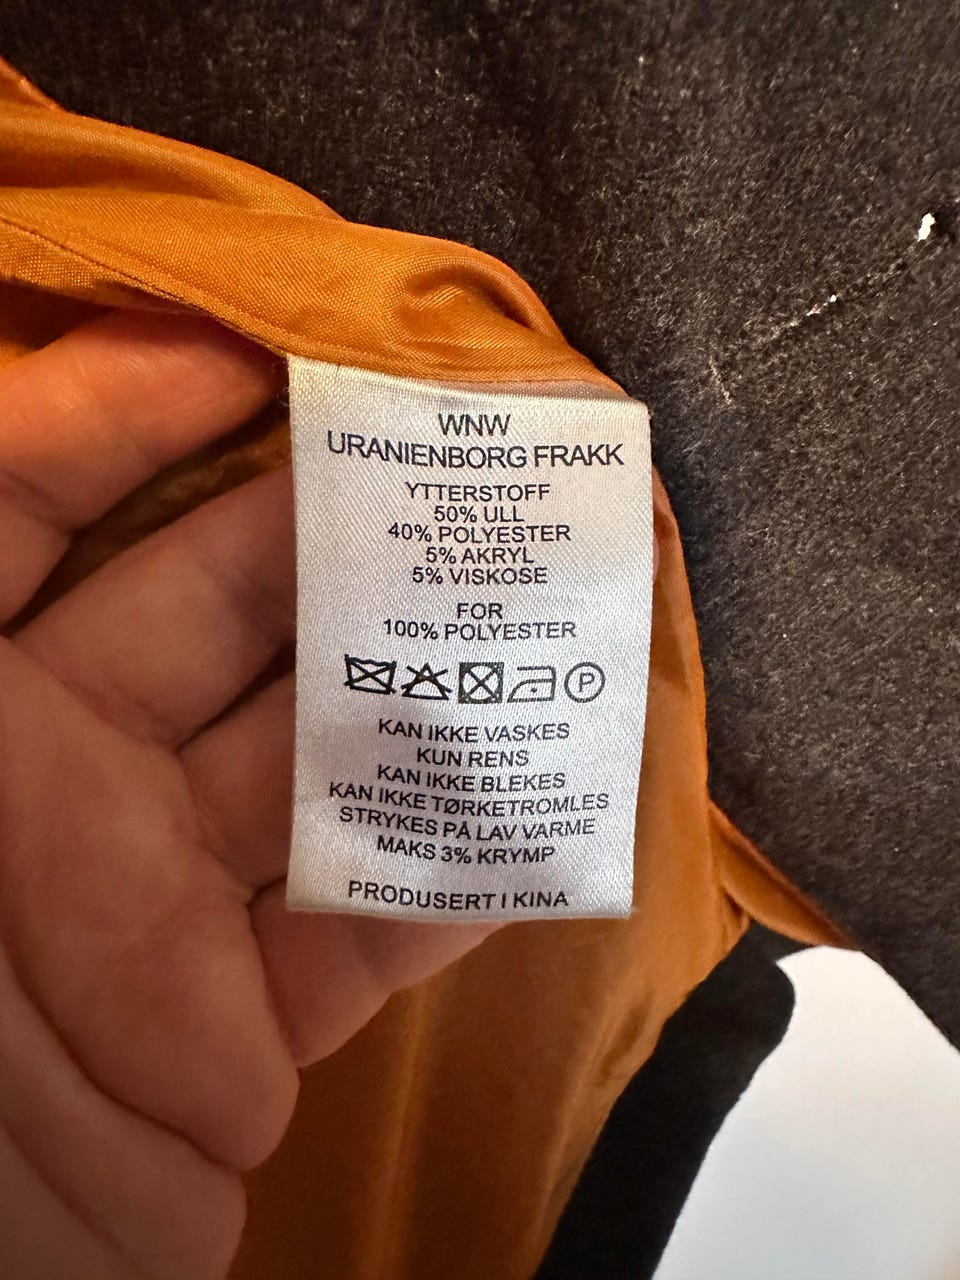 WNW
URANIENBORG FRAKK
YTTERSTOFF
50% ULL
40% POLYESTER
5% AKRYL
5% VISKOSE
FOR
100% POLYESTER
P
KAN IKKE VASKES
KUN RENS
KAN IKKE BLEKES
KAN IKKE TØRKETROMLES
STRYKES PÅ LAV VARME
MAKS 3% KRYMP
PRODUSERT I KINA